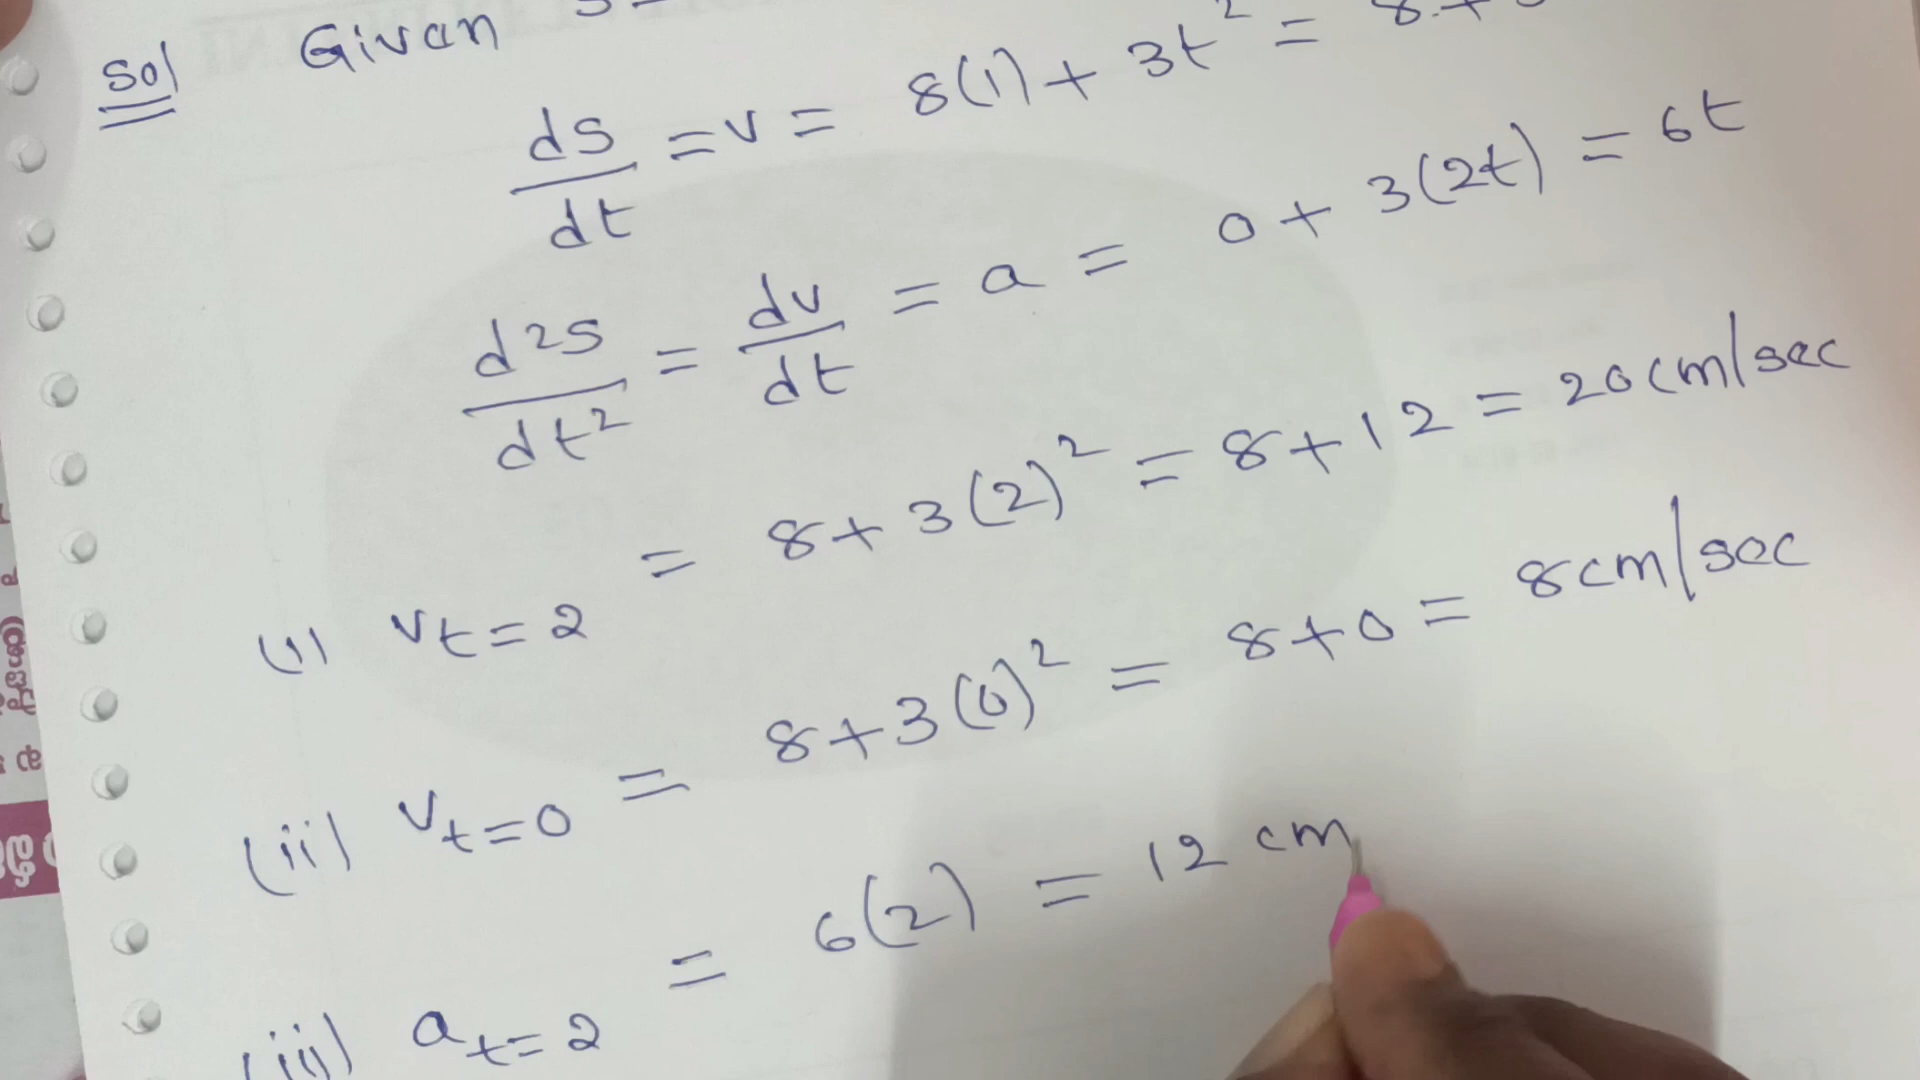 Sol Given
ds/dt = v = 8(1) + 3t² = 8 +
d²s/dt² = dv/dt = a = 0 + 3(2t) = 6t
(i) v t=2 = 8 + 3(2)² = 8 + 12 = 20 cm/sec
(ii) v t=0 = 8 + 3(0)² = 8 + 0 = 8 cm/sec
(iii) a t=2 = 6(2) = 12 cm